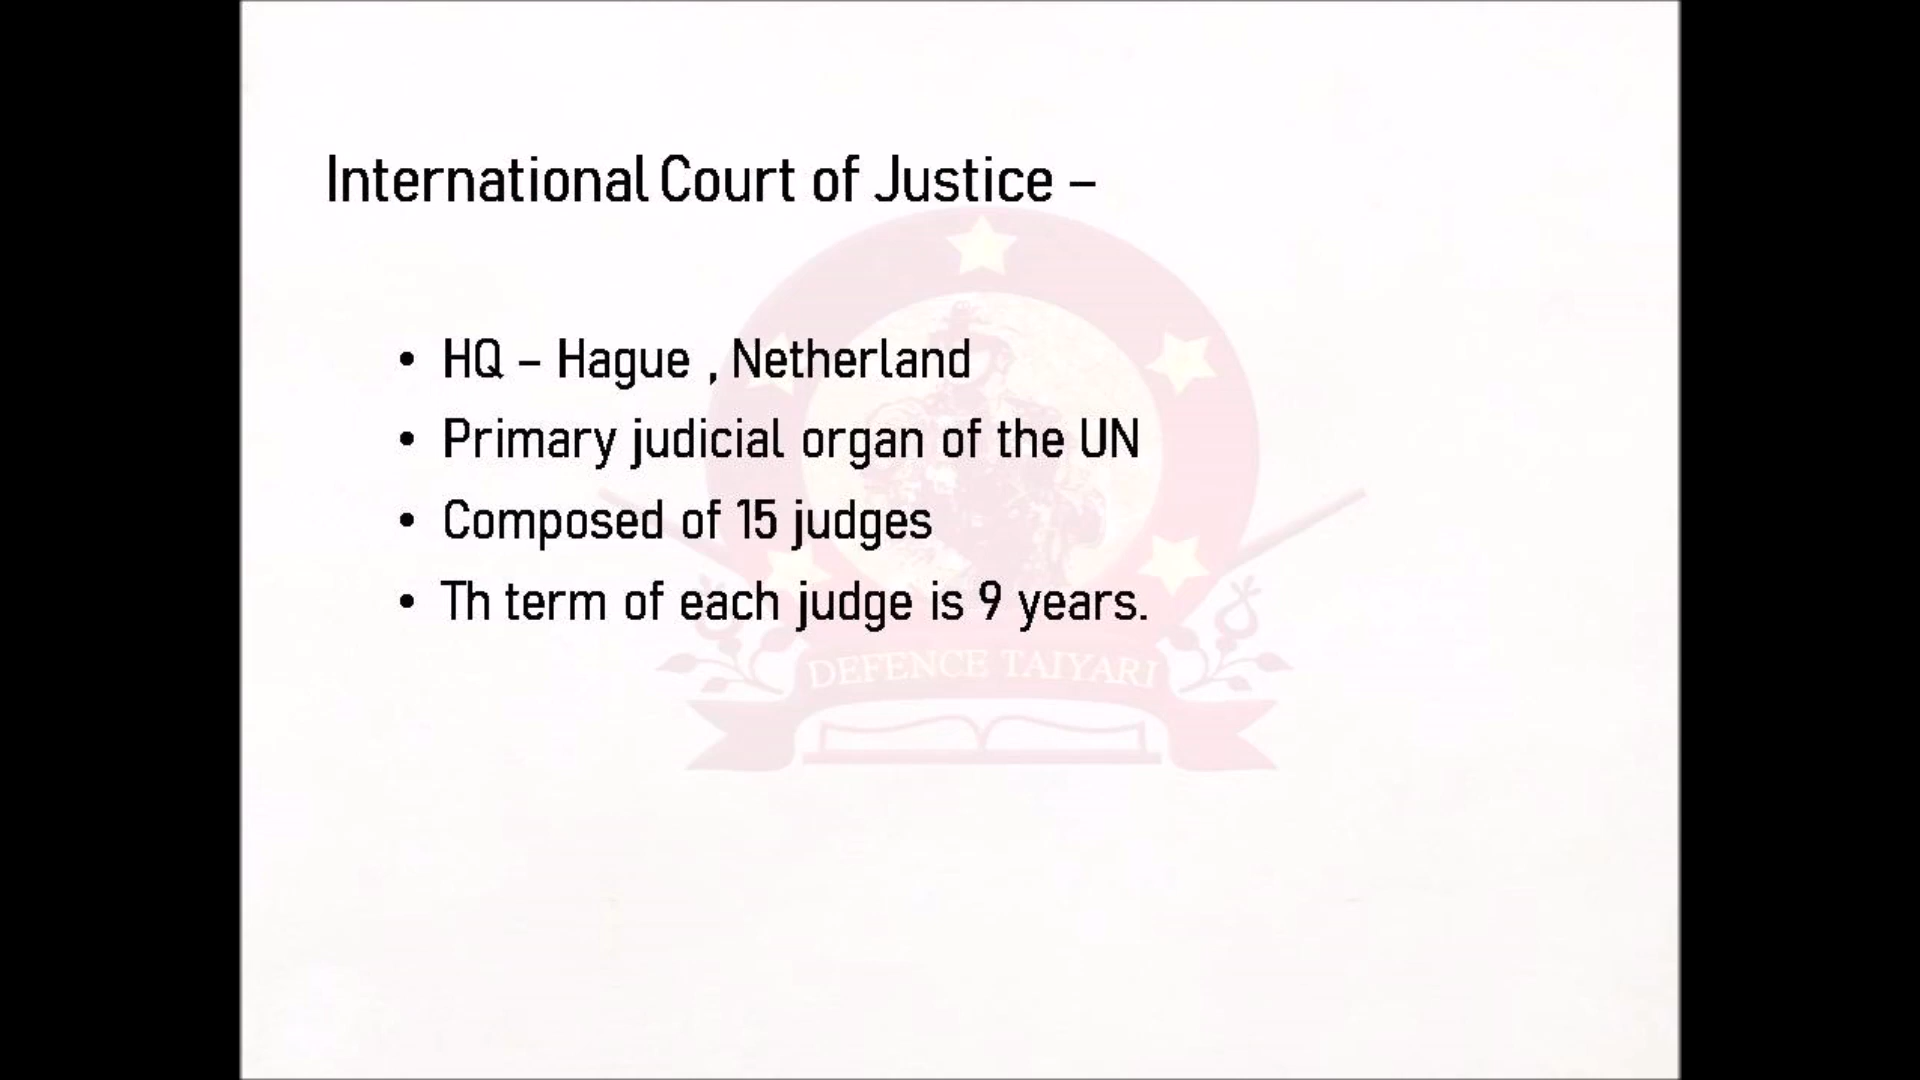 International Court of Justice –
• HQ – Hague , Netherland
• Primary judicial organ of the UN
• Composed of 15 judges
• Th term of each judge is 9 years.
DEFENCE TAIYARI